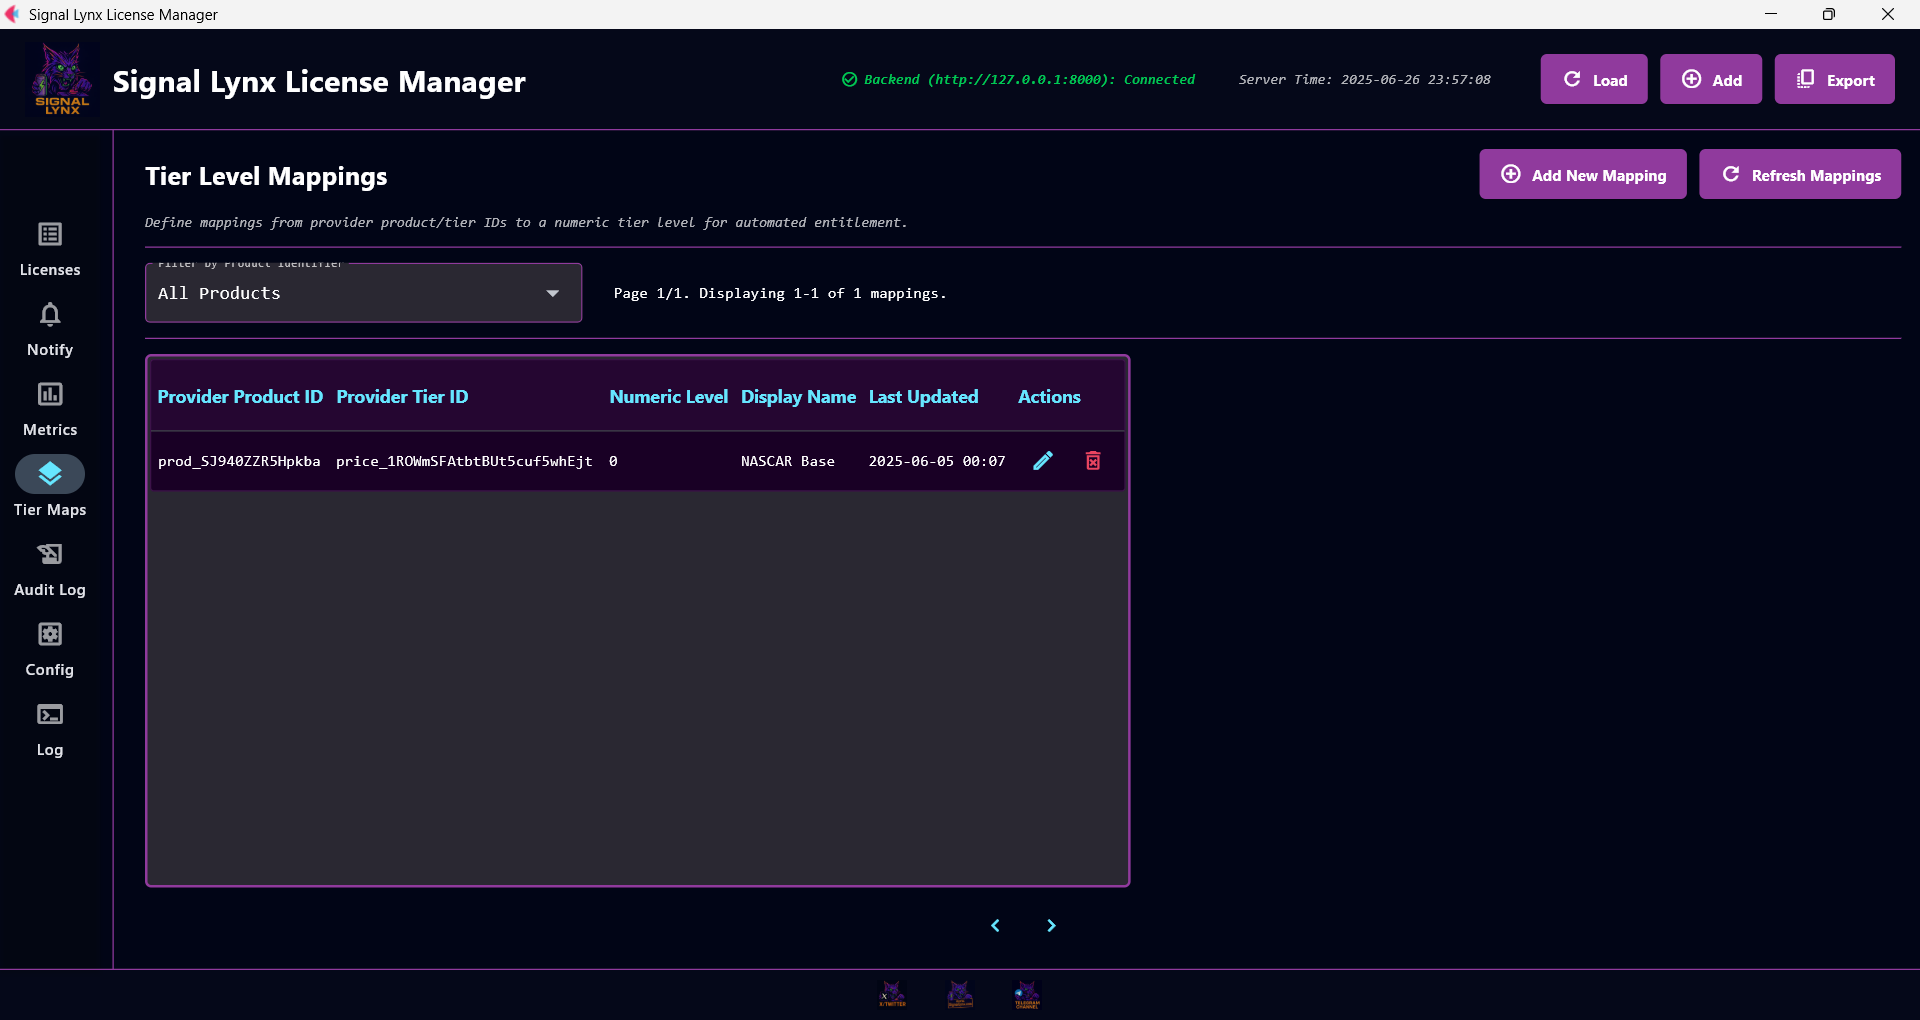 Signal Lynx License Manager
SIGNAL
LYNX
Signal Lynx License Manager
Backend (http://127.0.0.1:8000): Connected
Server Time: 2025-06-26 23:57:08
Load
Add
Export
Tier Level Mappings
Add New Mapping
Refresh Mappings
Define mappings from provider product/tier IDs to a numeric tier level for automated entitlement.
Filter by Product Identifier
All Products
Page 1/1. Displaying 1-1 of 1 mappings.
Provider Product ID Provider Tier ID Numeric Level Display Name Last Updated Actions
prod_SJ940ZZR5Hpkba price_1ROWmSFAtbtBUt5cuf5whEjt 0 NASCAR Base 2025-06-05 00:07
Licenses
Notify
Metrics
Tier Maps
Audit Log
Config
Log
X/TWITTER
TELEGRAM
CHANNEL